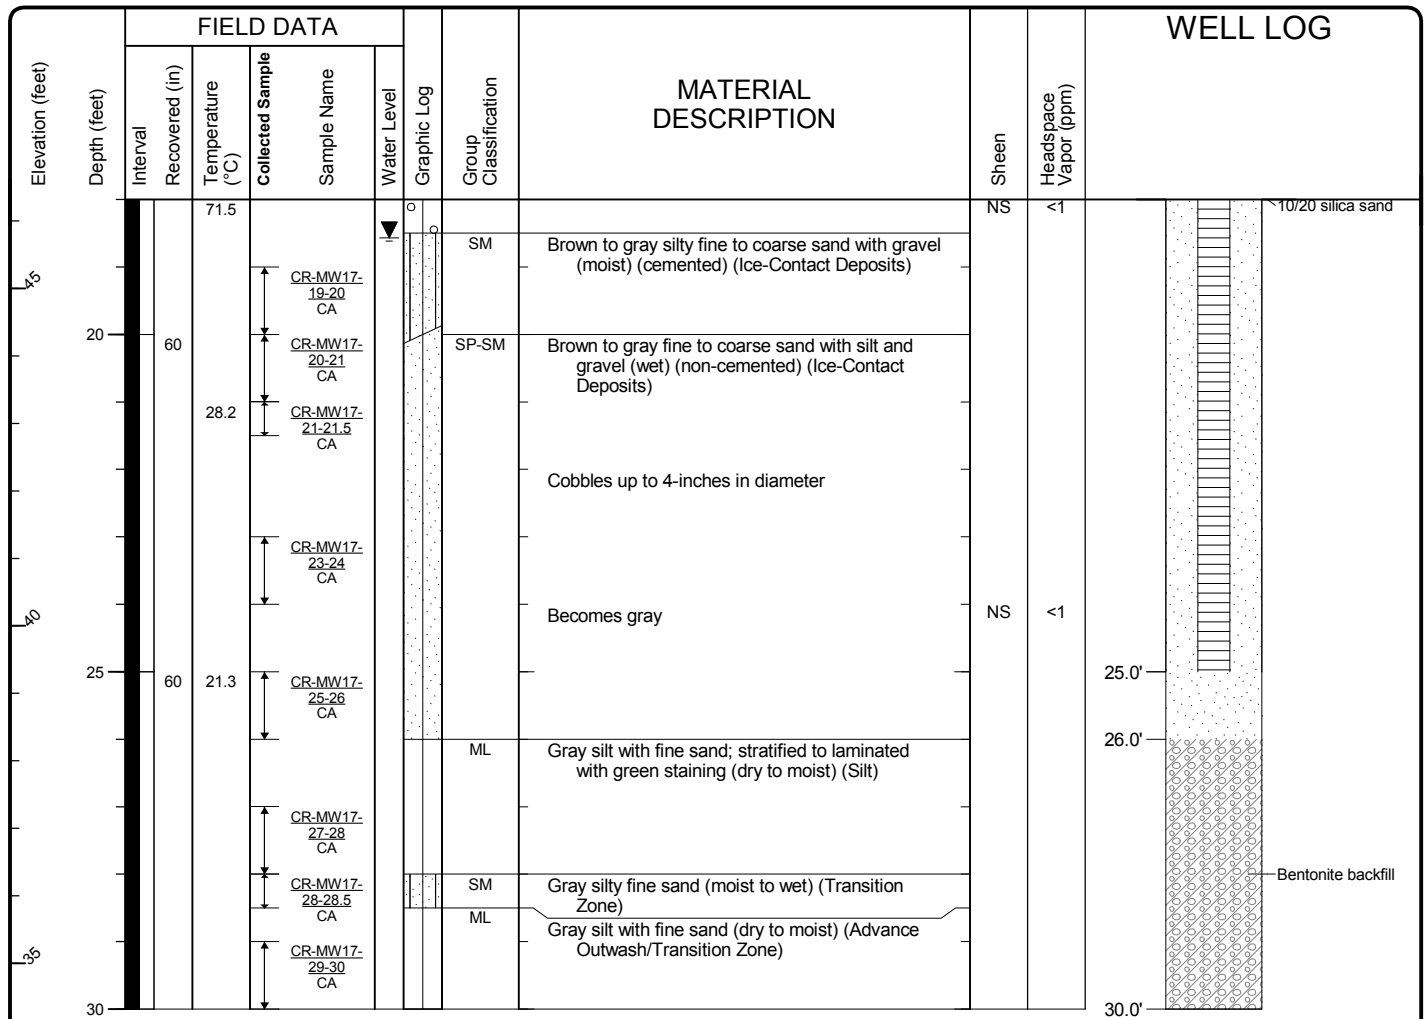 FIELD DATA
WELL LOG
Elevation (feet)
Depth (feet)
Interval
Recovered (in)
Temperature
(°C)
Collected Sample
Sample Name
Water Level
Graphic Log
Group
Classification
MATERIAL
DESCRIPTION
Sheen
Headspace
Vapor (ppm)
71.5
NS
<1
10/20 silica sand
SM
Brown to gray silty fine to coarse sand with gravel
(moist) (cemented) (Ice-Contact Deposits)
45
CR-MW17-
19-20
CA
20
60
CR-MW17-
20-21
CA
SP-SM
Brown to gray fine to coarse sand with silt and
gravel (wet) (non-cemented) (Ice-Contact
Deposits)
28.2
CR-MW17-
21-21.5
CA
Cobbles up to 4-inches in diameter
CR-MW17-
23-24
CA
40
Becomes gray
NS
<1
25
60
21.3
CR-MW17-
25-26
CA
25.0'
26.0'
ML
Gray silt with fine sand; stratified to laminated
with green staining (dry to moist) (Silt)
CR-MW17-
27-28
CA
CR-MW17-
28-28.5
CA
SM
Gray silty fine sand (moist to wet) (Transition
Zone)
Bentonite backfill
ML
Gray silt with fine sand (dry to moist) (Advance
Outwash/Transition Zone)
35
CR-MW17-
29-30
CA
30
30.0'